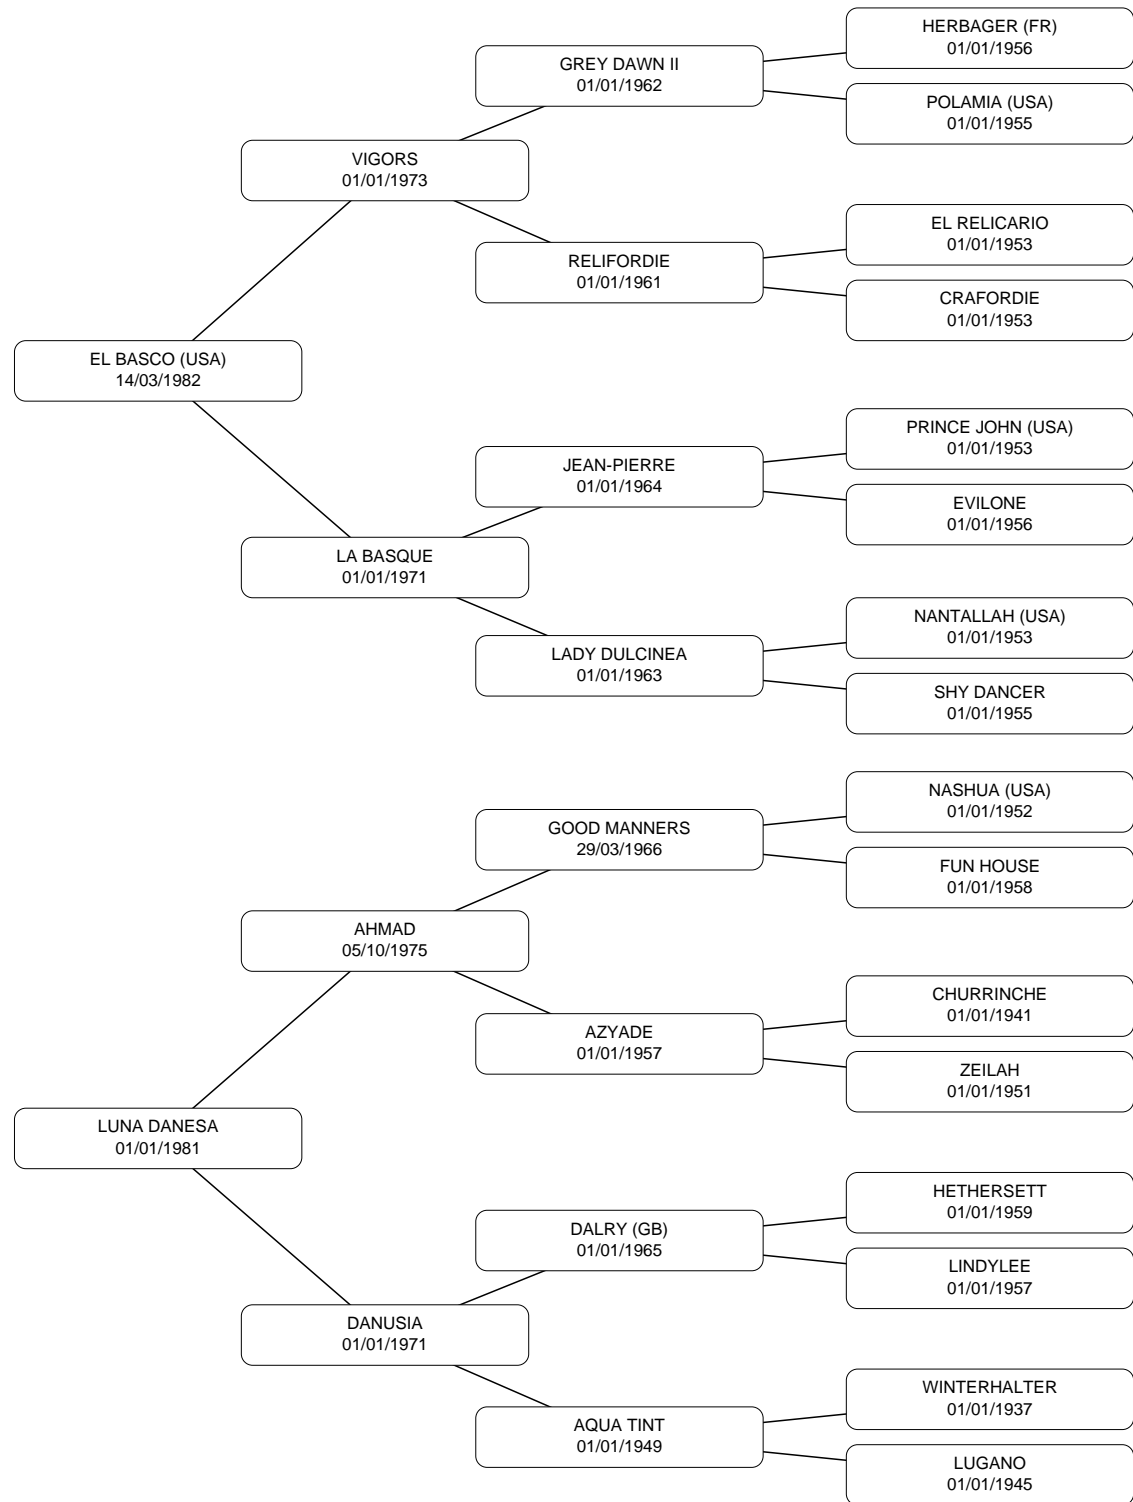 HERBAGER (FR)
01/01/1956
GREY DAWN II
01/01/1962
POLAMIA (USA)
01/01/1955
VIGORS
01/01/1973
EL RELICARIO
01/01/1953
RELIFORDIE
01/01/1961
CRAFORDIE
01/01/1953
EL BASCO (USA)
14/03/1982
PRINCE JOHN (USA)
01/01/1953
JEAN-PIERRE
01/01/1964
EVILONE
01/01/1956
LA BASQUE
01/01/1971
NANTALLAH (USA)
01/01/1953
LADY DULCINEA
01/01/1963
SHY DANCER
01/01/1955
NASHUA (USA)
01/01/1952
GOOD MANNERS
29/03/1966
FUN HOUSE
01/01/1958
AHMAD
05/10/1975
CHURRINCHE
01/01/1941
AZYADE
01/01/1957
ZEILAH
01/01/1951
LUNA DANESA
01/01/1981
HETHERSETT
01/01/1959
DALRY (GB)
01/01/1965
LINDYLEE
01/01/1957
DANUSIA
01/01/1971
WINTERHALTER
01/01/1937
AQUA TINT
01/01/1949
LUGANO
01/01/1945